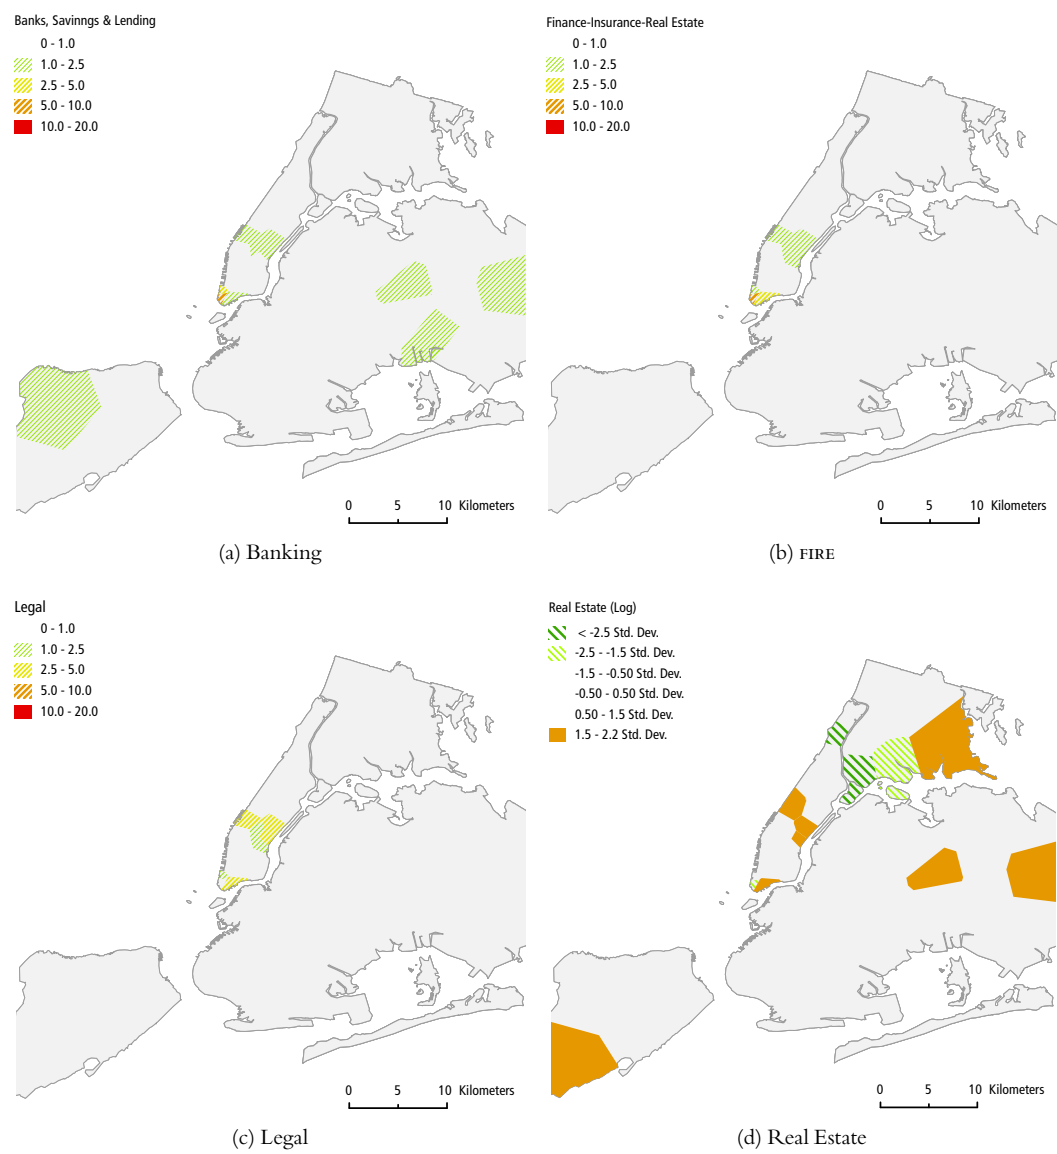 Banks, Savinngs & Lending
0 - 1.0
1.0 - 2.5
2.5 - 5.0
5.0 - 10.0
10.0 - 20.0
0 5 10 Kilometers
(a) Banking
Finance-Insurance-Real Estate
0 - 1.0
1.0 - 2.5
2.5 - 5.0
5.0 - 10.0
10.0 - 20.0
0 5 10 Kilometers
(b) FIRE
Legal
0 - 1.0
1.0 - 2.5
2.5 - 5.0
5.0 - 10.0
10.0 - 20.0
0 5 10 Kilometers
(c) Legal
Real Estate (Log)
< -2.5 Std. Dev.
-2.5 - -1.5 Std. Dev.
-1.5 - -0.50 Std. Dev.
-0.50 - 0.50 Std. Dev.
0.50 - 1.5 Std. Dev.
1.5 - 2.2 Std. Dev.
0 5 10 Kilometers
(d) Real Estate